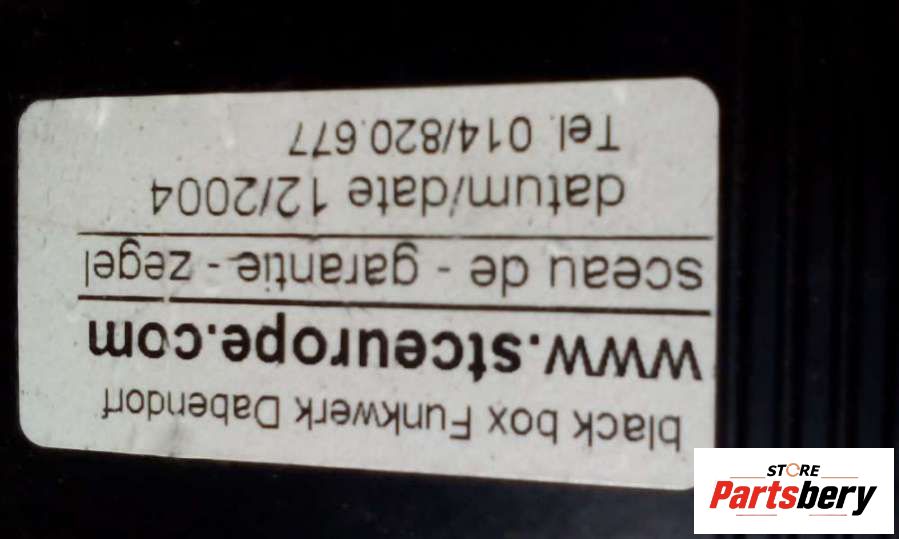 black box Funkwerk Dabendorf
www.stceurope.com
sceau de - garantie - zegel
datum/date 12/2004
Tel. 014/820.677
STORE
Partsbery